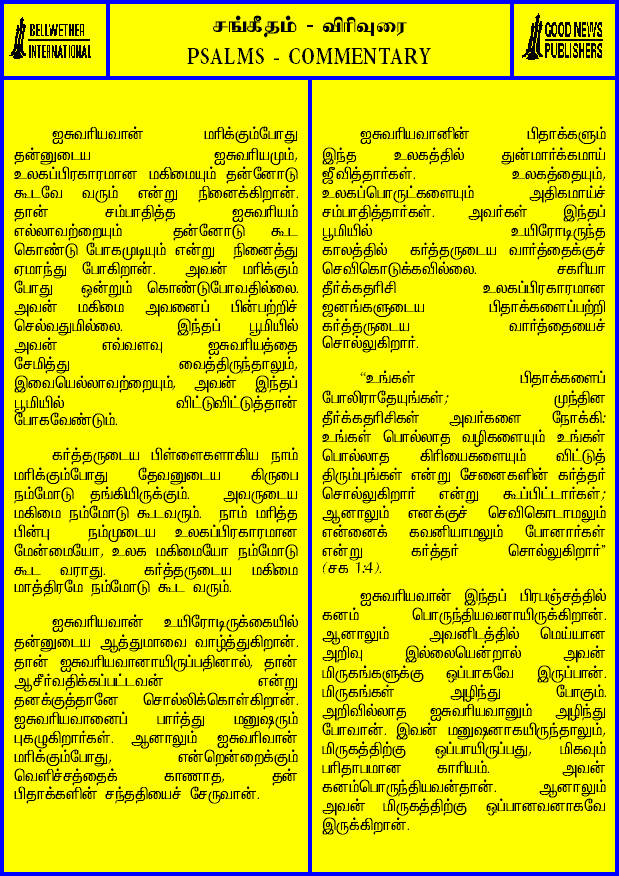 BELLWETHER
INTERNATIONAL
சங்கீதம் - விரிவுரை
PSALMS - COMMENTARY
GOOD NEWS
PUBLISHERS
ஐசுவரியவான் மரிக்கும்போது
தன்னுடைய ஐசுவரியமும்,
உலகப்பிரகாரமான மகிமையும் தன்னோடு
கூடவே வரும் என்று நினைக்கிறான்.
தான் சம்பாதித்த ஐசுவரியம்
எல்லாவற்றையும் தன்னோடு கூட
கொண்டு போகமுடியும் என்று நினைத்து
ஏமாந்து போகிறான். அவன் மரிக்கும்
போது ஒன்றும் கொண்டுபோவதில்லை.
அவன் மகிமை அவனைப் பின்பற்றிச்
செல்வதுமில்லை. இந்தப் பூமியில்
அவன் எவ்வளவு ஐசுவரியத்தை
சேமித்து வைத்திருந்தாலும்,
இவையெல்லாவற்றையும், அவன் இந்தப்
பூமியில் விட்டுவிட்டுத்தான்
போகவேண்டும்.
கர்த்தருடைய பிள்ளைகளாகிய நாம்
மரிக்கும்போது தேவனுடைய கிருபை
நம்மோடு தங்கியிருக்கும். அவருடைய
மகிமை நம்மோடு கூடவரும். நாம் மரித்த
பின்பு நம்முடைய உலகப்பிரகாரமான
மேன்மையோ, உலக மகிமையோ நம்மோடு
கூட வராது. கர்த்தருடைய மகிமை
மாத்திரமே நம்மோடு கூட வரும்.
ஐசுவரியவான் உயிரோடிருக்கையில்
தன்னுடைய ஆத்துமாவை வாழ்த்துகிறான்.
தான் ஐசுவரியவானாயிருப்பதினால், தான்
ஆசீர்வதிக்கப்பட்டவன் என்று
தனக்குத்தானே சொல்லிக்கொள்கிறான்.
ஐசுவரியவானைப் பார்த்து மனுஷரும்
புகழுகிறார்கள். ஆனாலும் ஐசுவரிவான்
மரிக்கும்போது, என்றென்றைக்கும்
வெளிச்சத்தைக் காணாத, தன்
பிதாக்களின் சந்ததியைச் சேருவான்.
ஐசுவரியவானின் பிதாக்களும்
இந்த உலகத்தில் துன்மார்க்கமாய்
ஜீவித்தார்கள். உலகத்தையும்,
உலகப்பொருட்களையும் அதிகமாய்ச்
சம்பாதித்தார்கள். அவர்கள் இந்தப்
பூமியில் உயிரோடிருந்த
காலத்தில் கர்த்தருடைய வார்த்தைக்குச்
செவிகொடுக்கவில்லை. சகரியா
தீர்க்கதரிசி உலகப்பிரகாரமான
ஜனங்களுடைய பிதாக்களைப்பற்றி
கர்த்தருடைய வார்த்தையைச்
சொல்லுகிறார்.
“உங்கள் பிதாக்களைப்
போலிராதேயுங்கள்; முந்தின
தீர்க்கதரிசிகள் அவர்களை நோக்கி:
உங்கள் பொல்லாத வழிகளையும் உங்கள்
பொல்லாத கிரியைகளையும் விட்டுத்
திரும்புங்கள் என்று சேனைகளின் கர்த்தர்
சொல்லுகிறார் என்று கூப்பிட்டார்கள்;
ஆனாலும் எனக்குச் செவிகொடாமலும்
என்னைக் கவனியாமலும் போனார்கள்
என்று கர்த்தர் சொல்லுகிறார்”
(சக 1:4).
ஐசுவரியவான் இந்தப் பிரபஞ்சத்தில்
கனம் பொருந்தியவனாயிருக்கிறான்.
ஆனாலும் அவனிடத்தில் மெய்யான
அறிவு இல்லையென்றால் அவன்
மிருகங்களுக்கு ஒப்பாகவே இருப்பான்.
மிருகங்கள் அழிந்து போகும்.
அறிவில்லாத ஐசுவரியவானும் அழிந்து
போவான். இவன் மனுஷனாகயிருந்தாலும்,
மிருகத்திற்கு ஒப்பாயிருப்பது, மிகவும்
பரிதாபமான காரியம். அவன்
கனம்பொருந்தியவன்தான். ஆனாலும்
அவன் மிருகத்திற்கு ஒப்பானவனாகவே
இருக்கிறான்.